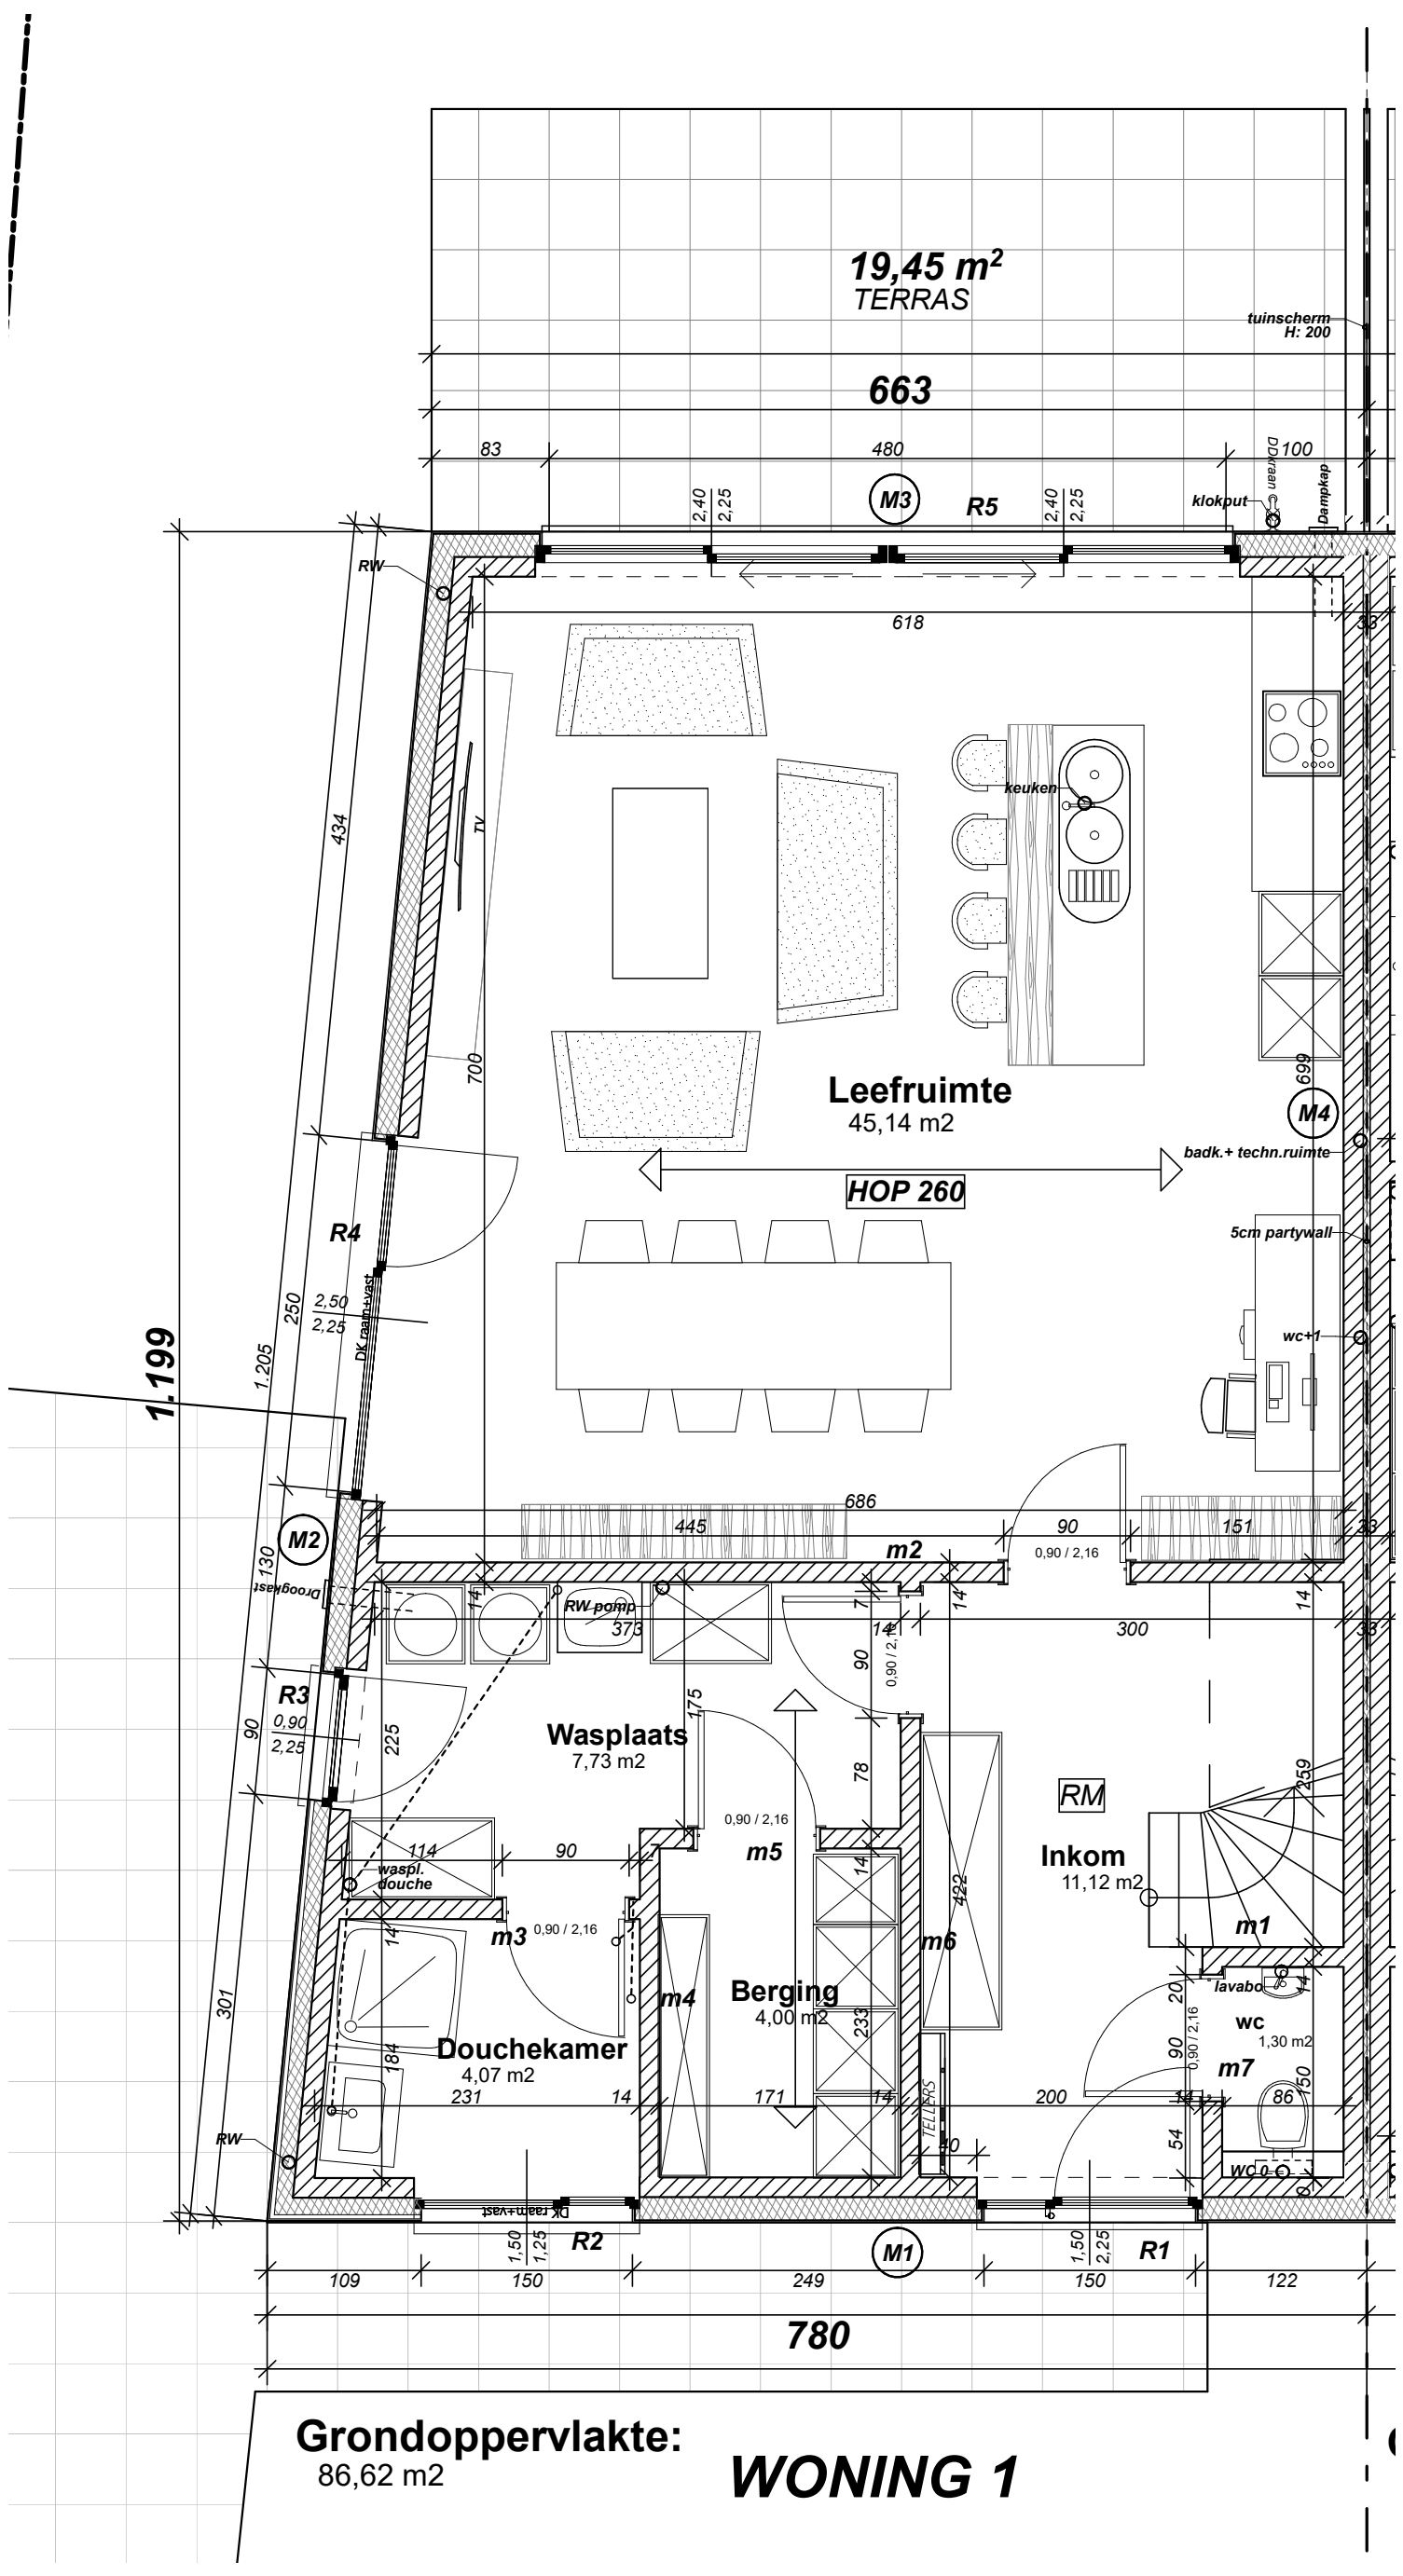 19,45 m²
TERRAS
tuinscherm
H: 200
663
83
480
100
DDkraan
Dampkap
klokput
M3
R5
2,40
2,25
2,40
2,25
RW
618
33
434
TV
keuken
700
699
Leefruimte
45,14 m2
M4
badk.+ techn.ruimte
HOP 260
R4
5cm partywall
2,50
2,25
DK raam+vast
250
wc+1
1.199
1.205
686
445
90
151
33
M2
m2
0,90 / 2,16
130
Droogkast
14
RW pomp
373
7
14
14
300
14
33
90
R3
0,90
2,25
90
225
175
Wasplaats
7,73 m2
78
259
RM
0,90 / 2,16
m5
114
90
7
14
waspl.
douche
Inkom
11,12 m2
422
m1
m3
0,90 / 2,16
14
m6
301
m4
Berging
4,00 m2
233
20
lavabo
14
wc
1,30 m2
90
0,90 / 2,16
m7
184
Douchekamer
4,07 m2
150
231
14
171
14
TELLERS
200
14
86
RW
40
54
WC 0
0
DK raam+vast
R2
1,50
1,25
M1
1,50
2,25
R1
109
150
249
150
122
780
Grondoppervlakte:
86,62 m2
WONING 1